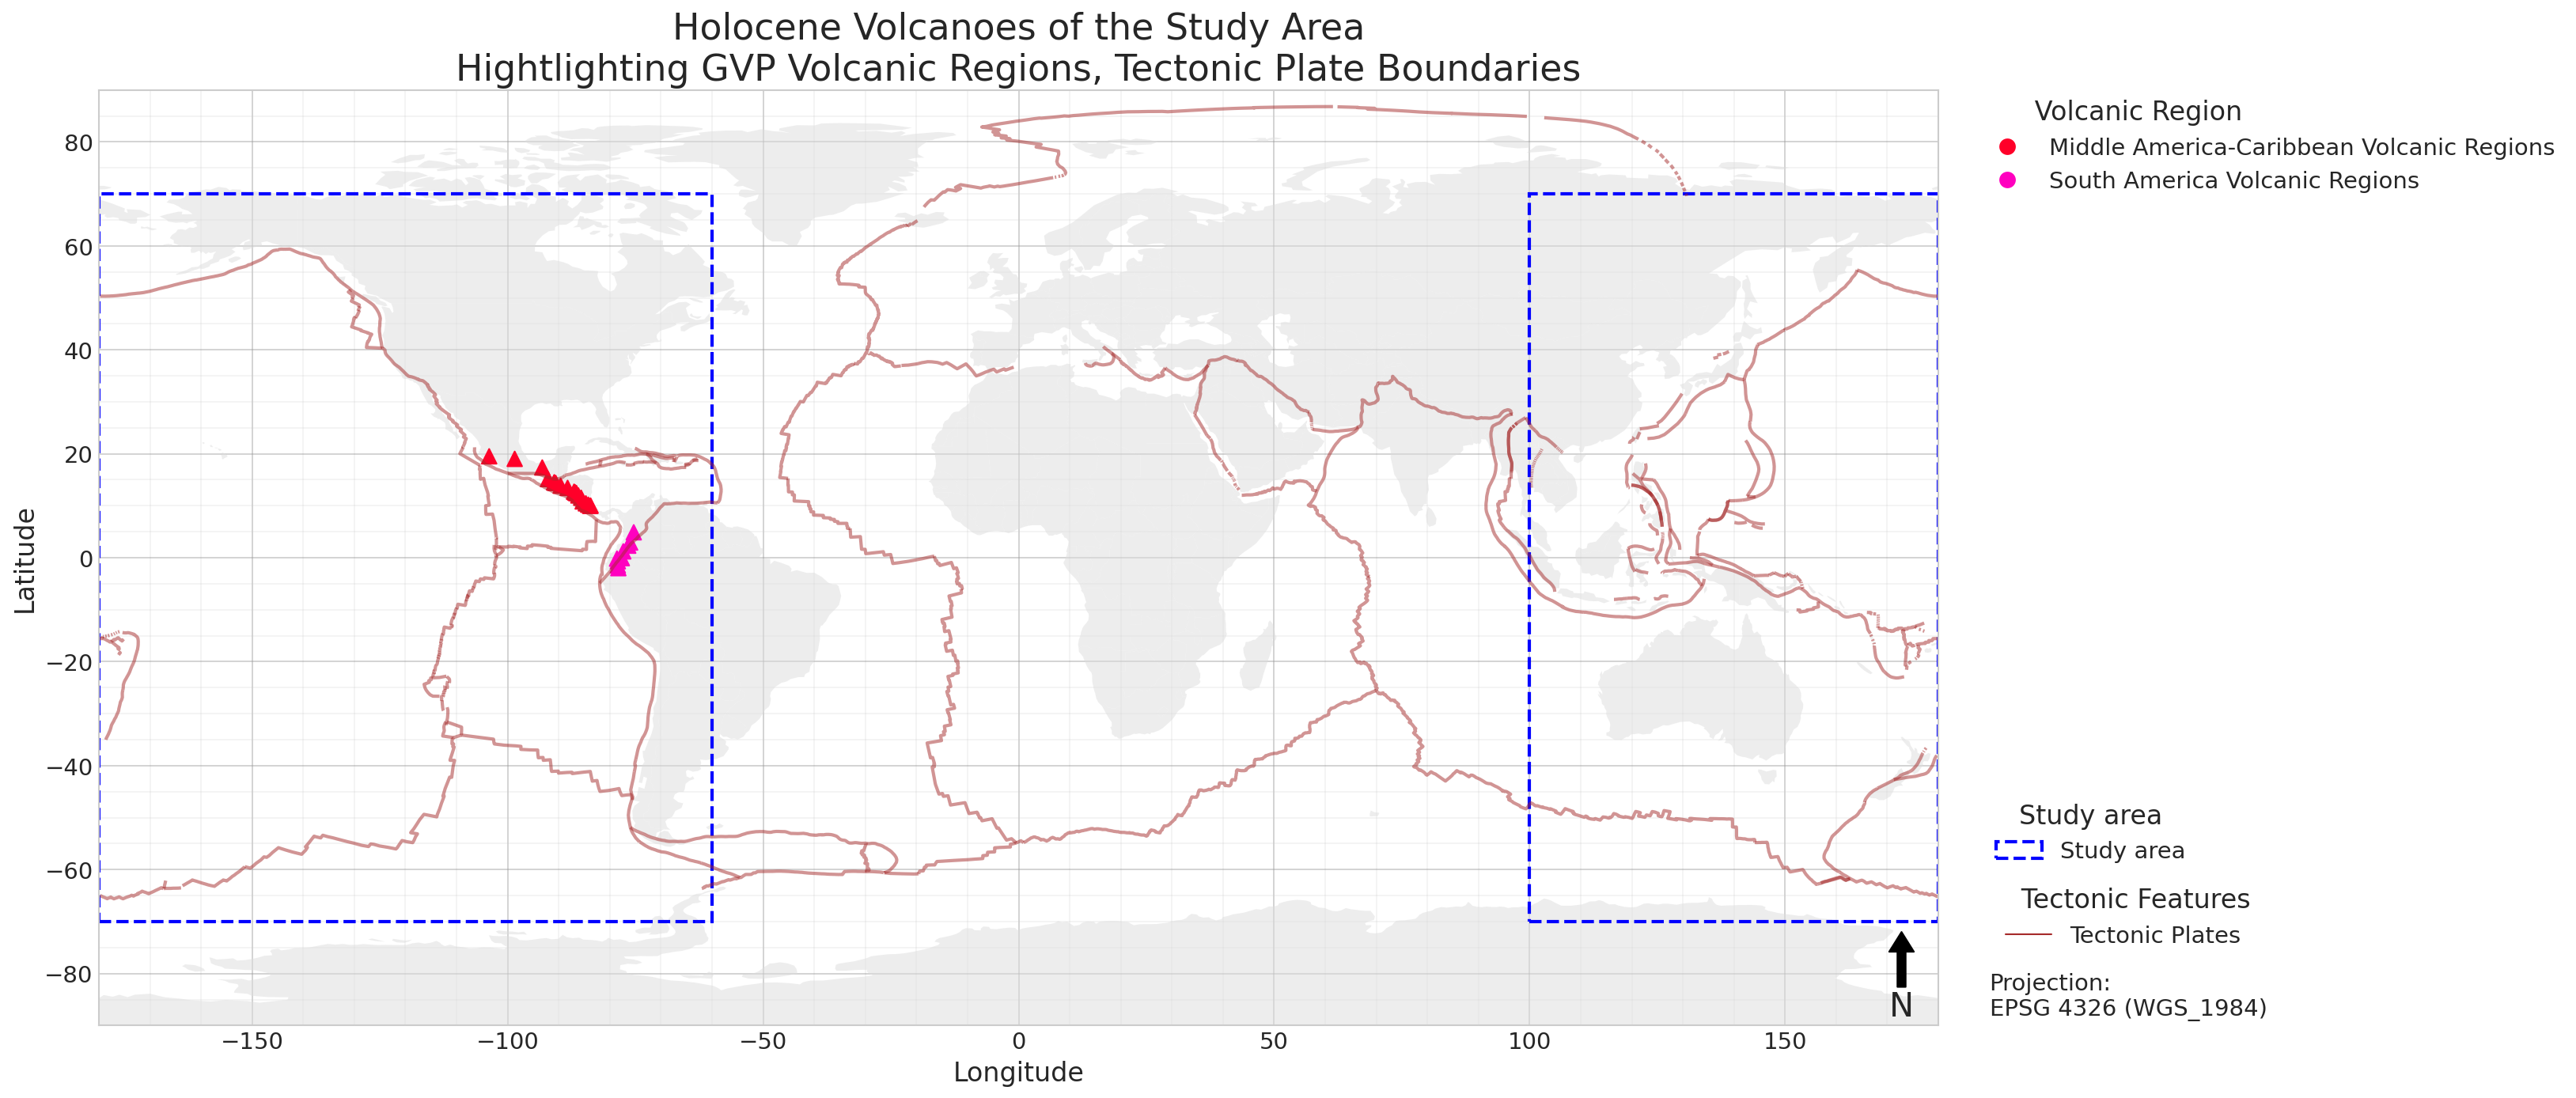 Holocene Volcanoes of the Study Area
Hightlighting GVP Volcanic Regions, Tectonic Plate Boundaries
Latitude
80
60
40
20
0
−20
−40
−60
−80
−150
−100
−50
0
50
100
150
Longitude
N
Volcanic Region
Middle America-Caribbean Volcanic Regions
South America Volcanic Regions
Study area
Study area
Tectonic Features
Tectonic Plates
Projection:
EPSG 4326 (WGS_1984)